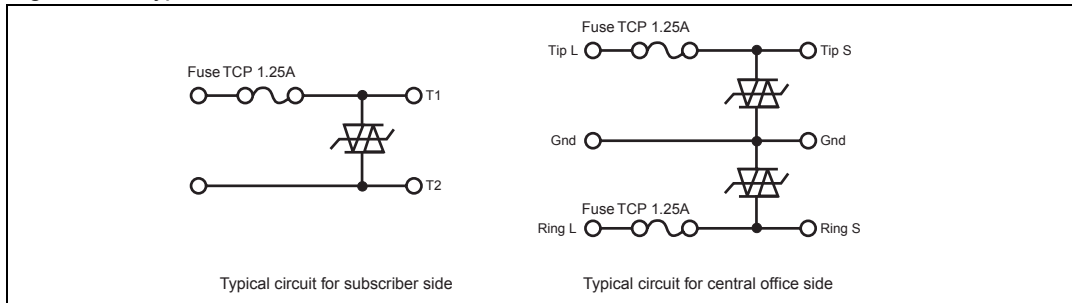 Fuse TCP 1.25A
T1
T2
Typical circuit for subscriber side
Fuse TCP 1.25A
Tip L
Tip S
Gnd
Gnd
Fuse TCP 1.25A
Ring L
Ring S
Typical circuit for central office side